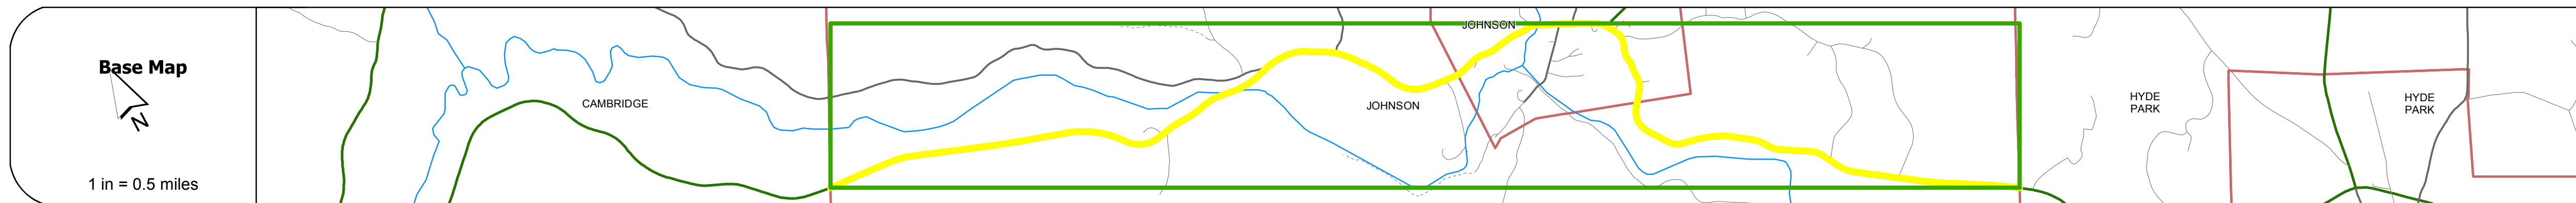 Base Map
N
1 in = 0.5 miles
CAMBRIDGE
JOHNSON
JOHNSON
HYDE
PARK
HYDE
PARK